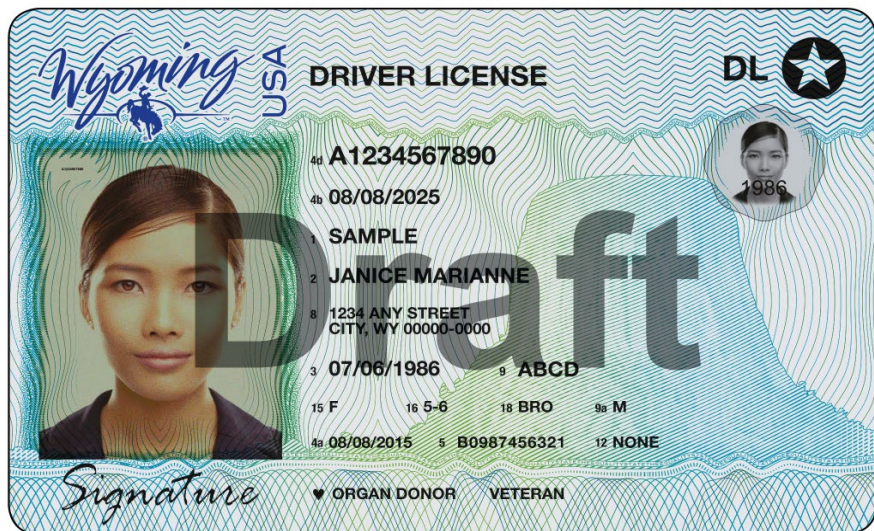 Wyoming
USA
DRIVER LICENSE
DL
4d A1234567890
4b 08/08/2025
1986
1 SAMPLE
2 JANICE MARIANNE
Draft
8 1234 ANY STREET
CITY, WY 00000-0000
3 07/06/1986 9 ABCD
15 F 16 5-6 18 BRO 9a M
4a 08/08/2015 5 B0987456321 12 NONE
Signature
♥ ORGAN DONOR VETERAN